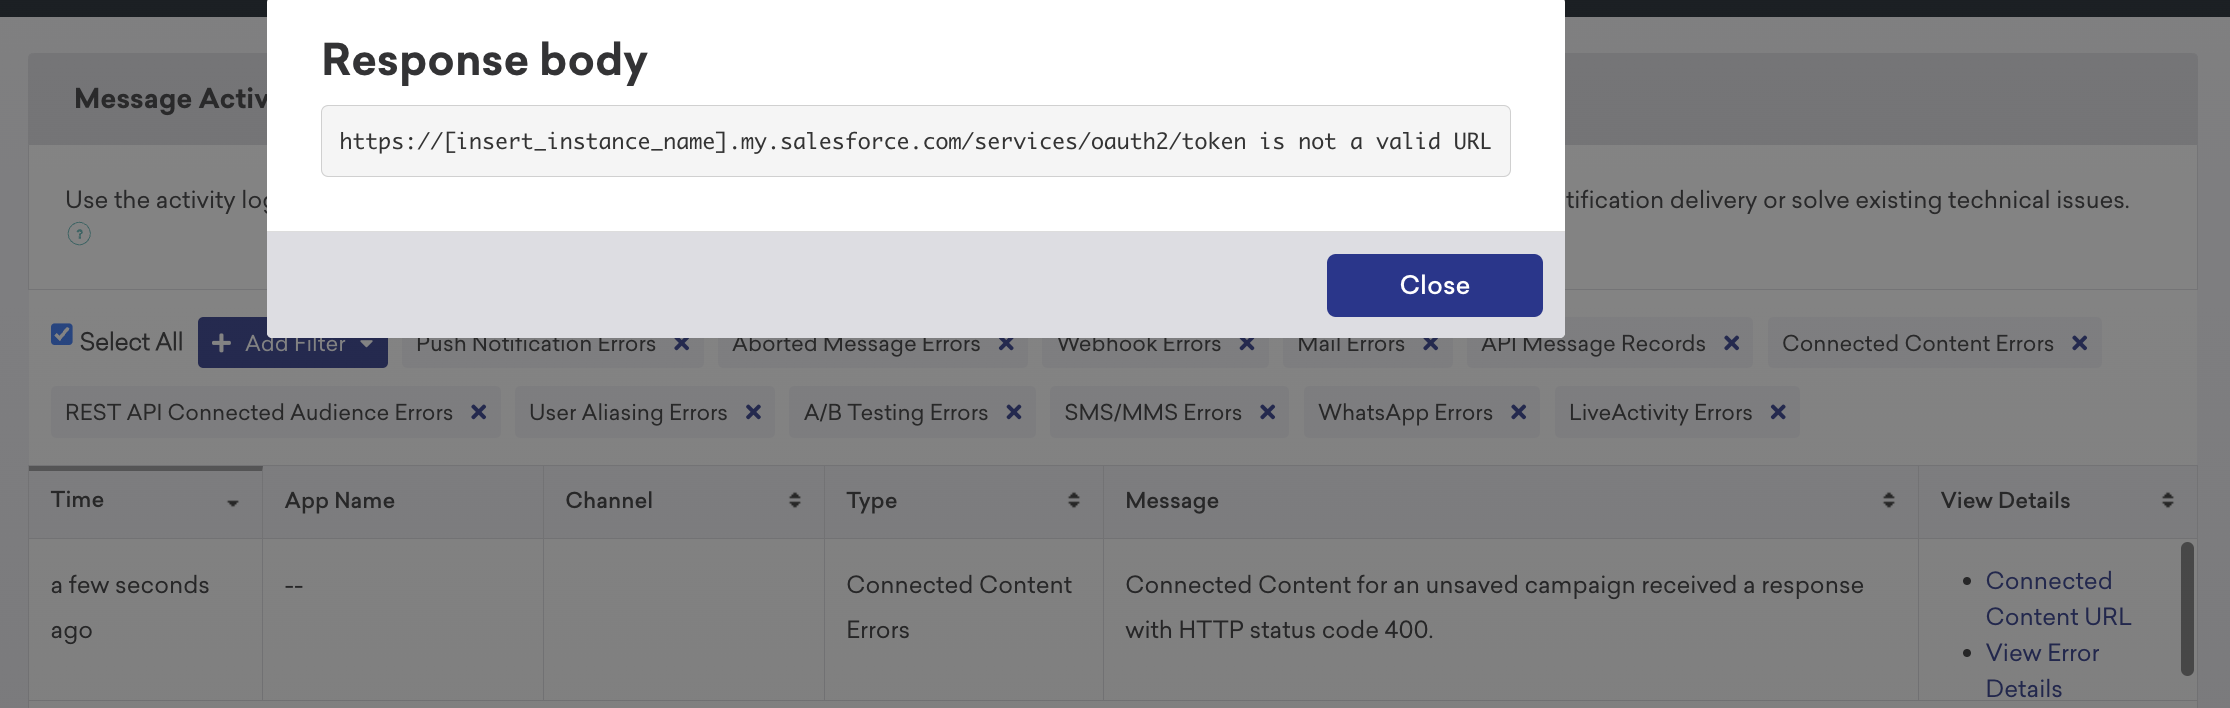 Response body
https://[insert_instance_name].my.salesforce.com/services/oauth2/token is not a valid URL
Close
Message Activ
Use the activity log
tification delivery or solve existing technical issues.
?
Select All
+ Add Filter
Push Notification Errors
Aborted Message Errors
Webhook Errors
Mail Errors
API Message Records
Connected Content Errors
REST API Connected Audience Errors
User Aliasing Errors
A/B Testing Errors
SMS/MMS Errors
WhatsApp Errors
LiveActivity Errors
Time
App Name
Channel
Type
Message
View Details
a few seconds
ago
--
Connected Content
Errors
Connected Content for an unsaved campaign received a response
with HTTP status code 400.
Connected
Content URL
View Error
Details